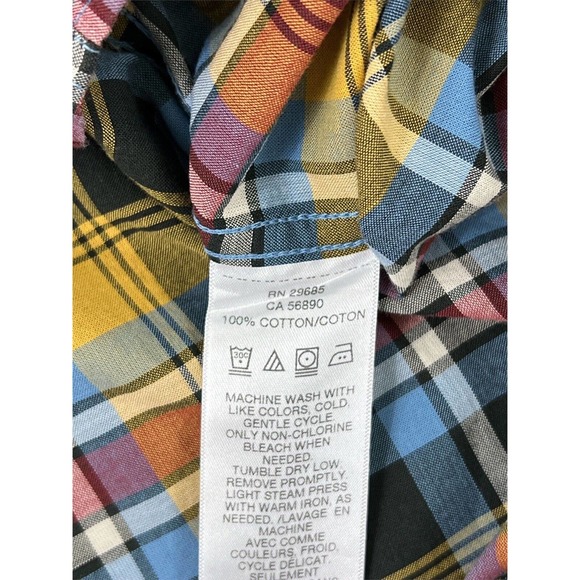 RN 29685
CA 56890
100% COTTON/COTON
30C
MACHINE WASH WITH
LIKE COLORS, COLD.
GENTLE CYCLE.
ONLY NON-CHLORINE
BLEACH WHEN
NEEDED.
TUMBLE DRY LOW.
REMOVE PROMPTLY.
LIGHT STEAM PRESS
WITH WARM IRON, AS
NEEDED. /LAVAGE EN
MACHINE
AVEC COMME
COULEURS, FROID,
CYCLE DÉLICAT.
SEULEMENT